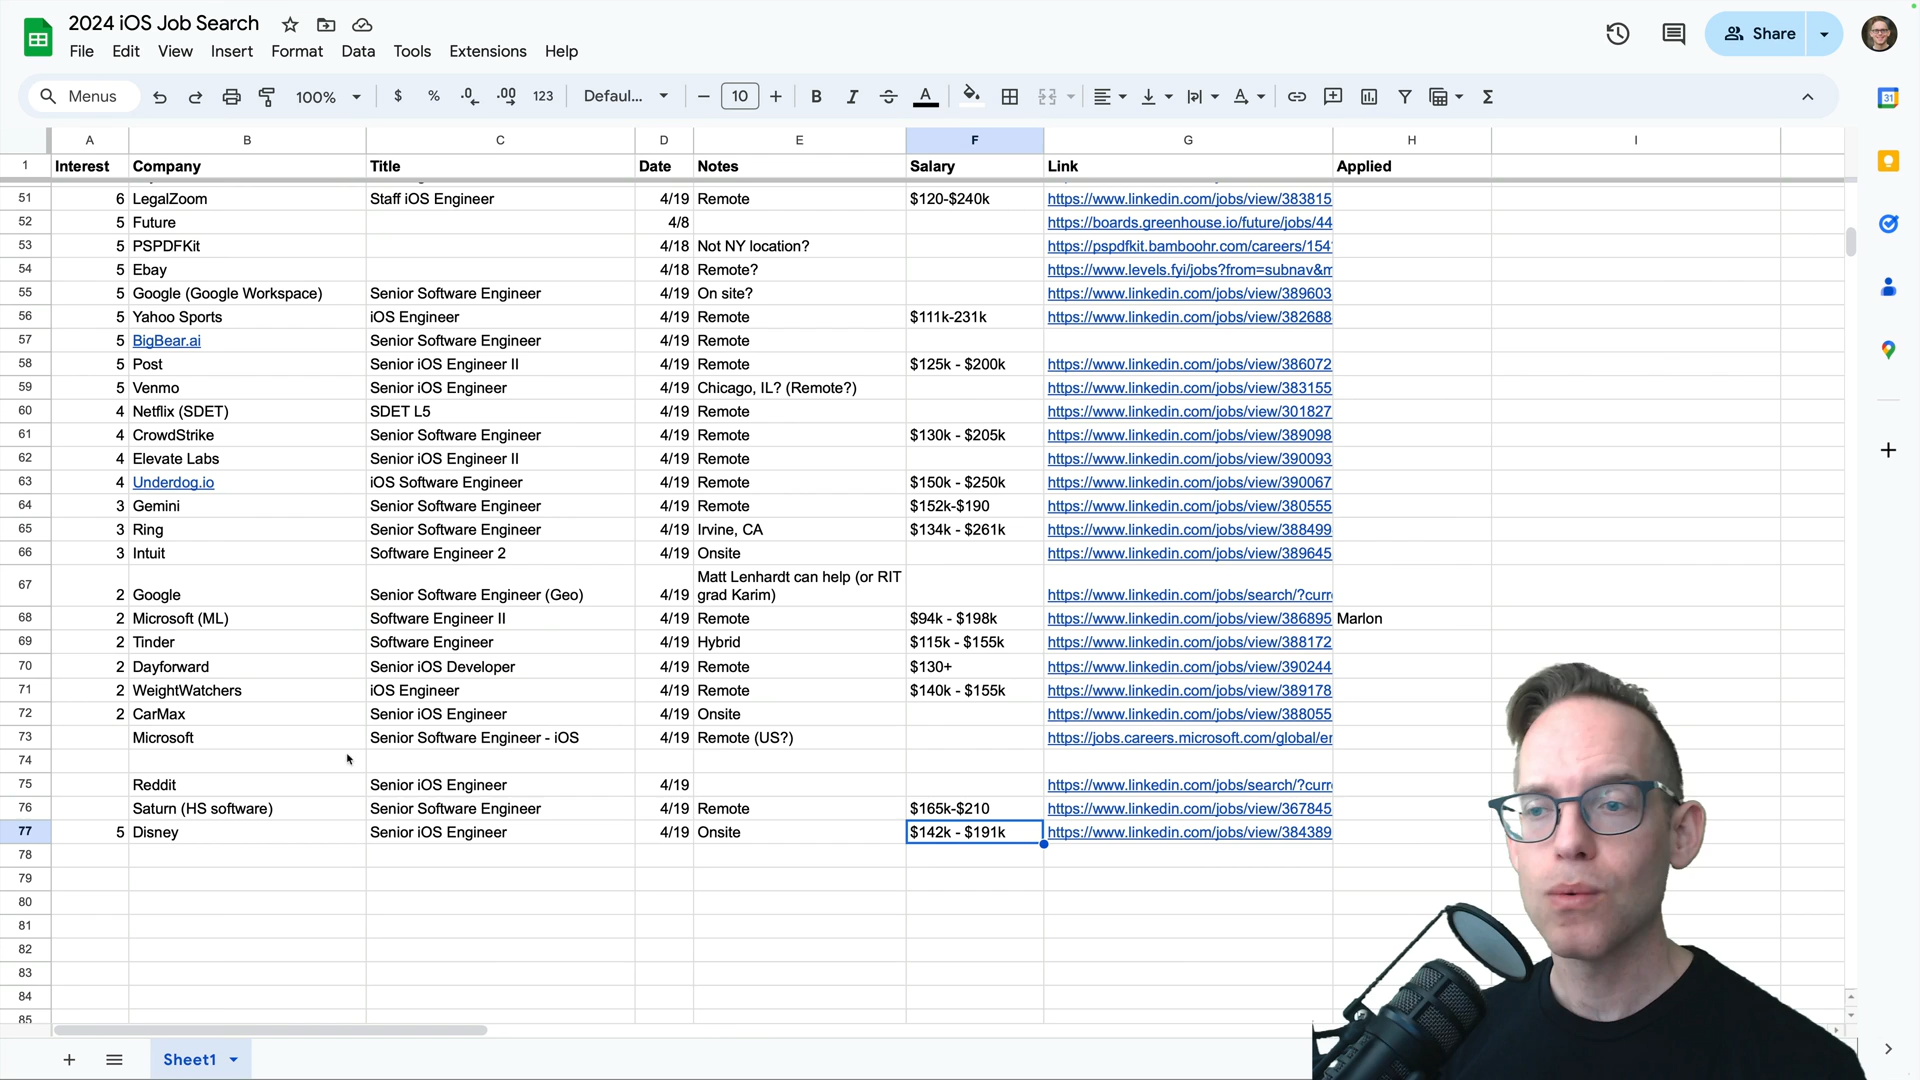 2024 iOS Job Search
File Edit View Insert Format Data Tools Extensions Help
Share
Menus 100% $ % .0 .00 123 Defaul... 10 B I S A
31
A B C D E F G H I
1 Interest Company Title Date Notes Salary Link Applied
51 6 LegalZoom Staff iOS Engineer 4/19 Remote $120-$240k https://www.linkedin.com/jobs/view/383815
52 5 Future 4/8 https://boards.greenhouse.io/future/jobs/44
53 5 PSPDFKit 4/18 Not NY location? https://pspdfkit.bamboohr.com/careers/154
54 5 Ebay 4/18 Remote? https://www.levels.fyi/jobs?from=subnav&m
55 5 Google (Google Workspace) Senior Software Engineer 4/19 On site? https://www.linkedin.com/jobs/view/389603
56 5 Yahoo Sports iOS Engineer 4/19 Remote $111k-231k https://www.linkedin.com/jobs/view/382688
57 5 BigBear.ai Senior Software Engineer 4/19 Remote
58 5 Post Senior iOS Engineer II 4/19 Remote $125k - $200k https://www.linkedin.com/jobs/view/386072
59 5 Venmo Senior iOS Engineer 4/19 Chicago, IL? (Remote?) https://www.linkedin.com/jobs/view/383155
60 4 Netflix (SDET) SDET L5 4/19 Remote https://www.linkedin.com/jobs/view/301827
61 4 CrowdStrike Senior Software Engineer 4/19 Remote $130k - $205k https://www.linkedin.com/jobs/view/389098
62 4 Elevate Labs Senior iOS Engineer II 4/19 Remote https://www.linkedin.com/jobs/view/390093
63 4 Underdog.io iOS Software Engineer 4/19 Remote $150k - $250k https://www.linkedin.com/jobs/view/390067
64 3 Gemini Senior Software Engineer 4/19 Remote $152k-$190 https://www.linkedin.com/jobs/view/380555
65 3 Ring Senior Software Engineer 4/19 Irvine, CA $134k - $261k https://www.linkedin.com/jobs/view/388499
66 3 Intuit Software Engineer 2 4/19 Onsite https://www.linkedin.com/jobs/view/389645
67 2 Google Senior Software Engineer (Geo) 4/19 Matt Lenhardt can help (or RIT
grad Karim) https://www.linkedin.com/jobs/search/?curr
68 2 Microsoft (ML) Software Engineer II 4/19 Remote $94k - $198k https://www.linkedin.com/jobs/view/386895 Marlon
69 2 Tinder Software Engineer 4/19 Hybrid $115k - $155k https://www.linkedin.com/jobs/view/388172
70 2 Dayforward Senior iOS Developer 4/19 Remote $130+ https://www.linkedin.com/jobs/view/390244
71 2 WeightWatchers iOS Engineer 4/19 Remote $140k - $155k https://www.linkedin.com/jobs/view/389178
72 2 CarMax Senior iOS Engineer 4/19 Onsite https://www.linkedin.com/jobs/view/388055
73 Microsoft Senior Software Engineer - iOS 4/19 Remote (US?) https://jobs.careers.microsoft.com/global/er
74
75 Reddit Senior iOS Engineer 4/19 https://www.linkedin.com/jobs/search/?curr
76 Saturn (HS software) Senior Software Engineer 4/19 Remote $165k-$210 https://www.linkedin.com/jobs/view/367845
77 5 Disney Senior iOS Engineer 4/19 Onsite $142k - $191k https://www.linkedin.com/jobs/view/384389
78
79
80
81
82
83
84
85
Sheet1